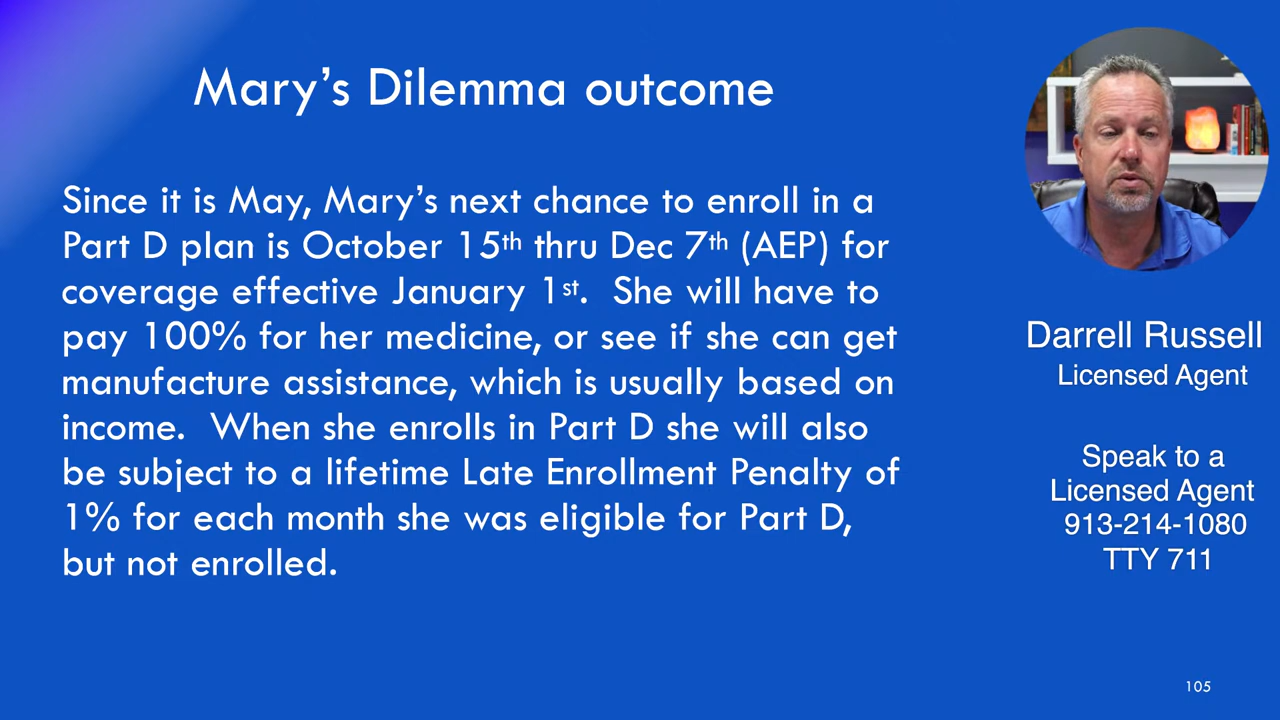 Mary’s Dilemma outcome
Since it is May, Mary’s next chance to enroll in a
Part D plan is October 15th thru Dec 7th (AEP) for
coverage effective January 1st.  She will have to
pay 100% for her medicine, or see if she can get
manufacture assistance, which is usually based on
income.  When she enrolls in Part D she will also
be subject to a lifetime Late Enrollment Penalty of
1% for each month she was eligible for Part D,
but not enrolled.
Darrell Russell
Licensed Agent
Speak to a
Licensed Agent
913-214-1080
TTY 711
105